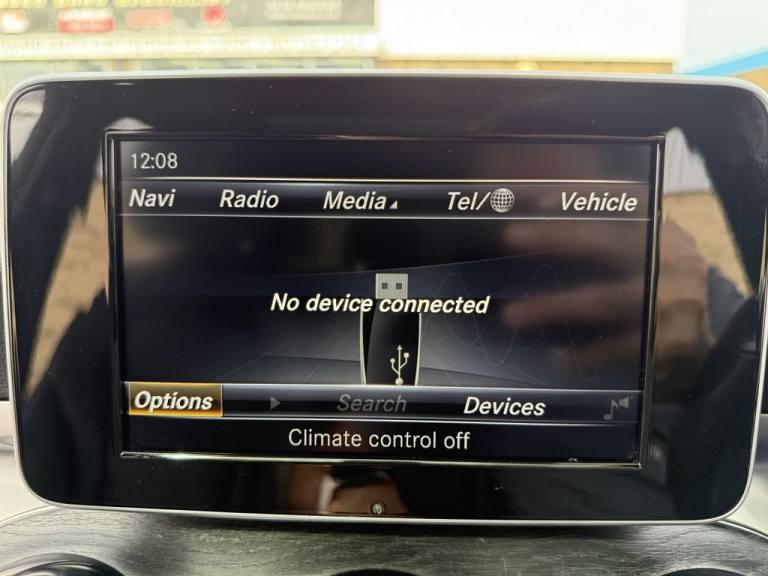 12:08
Navi Radio Media Tel/ Vehicle
No device connected
Options Search Devices
Climate control off